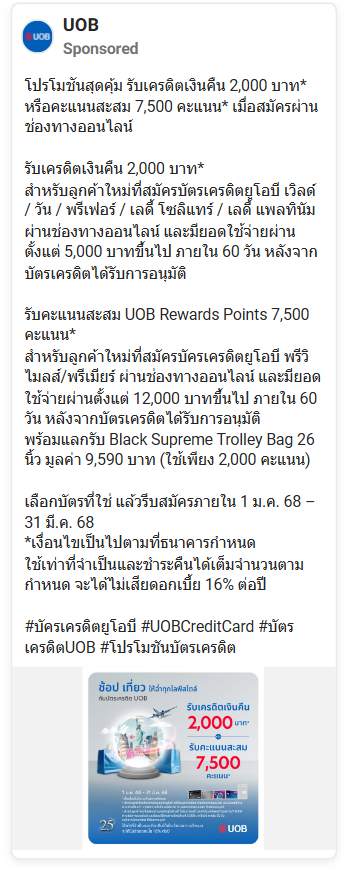 UOB
UOB
Sponsored
โปรโมชันสุดคุ้ม รับเครดิตเงินคืน 2,000 บาท*
หรือคะแนนสะสม 7,500 คะแนน* เมื่อสมัครผ่าน
ช่องทางออนไลน์
รับเครดิตเงินคืน 2,000 บาท*
สำหรับลูกค้าใหม่ที่สมัครบัตรเครดิตยูโอบี เวิลด์
/ วัน / พรีเฟอร์ / เลดี้ โซลิแทร์ / เลดี้ แพลทินัม
ผ่านช่องทางออนไลน์ และมียอดใช้จ่ายผ่าน
ตั้งแต่ 5,000 บาทขึ้นไป ภายใน 60 วัน หลังจาก
บัตรเครดิตได้รับการอนุมัติ
รับคะแนนสะสม UOB Rewards Points 7,500
คะแนน*
สำหรับลูกค้าใหม่ที่สมัครบัครเครดิตยูโอบี พรีวิ
ไมลส์/พรีเมียร์ ผ่านช่องทางออนไลน์ และมียอด
ใช้จ่ายผ่านตั้งแต่ 12,000 บาทขึ้นไป ภายใน 60
วัน หลังจากบัตรเครดิตได้รับการอนุมัติ
พร้อมแลกรับ Black Supreme Trolley Bag 26
นิ้ว มูลค่า 9,590 บาท (ใช้เพียง 2,000 คะแนน)
เลือกบัตรที่ใช่ แล้วรีบสมัครภายใน 1 ม.ค. 68 –
31 มี.ค. 68
*เงื่อนไขเป็นไปตามที่ธนาคารกำหนด
ใช้เท่าที่จำเป็นและชำระคืนได้เต็มจำนวนตาม
กำหนด จะได้ไม่เสียดอกเบี้ย 16% ต่อปี
#บัครเครดิตยูโอบี #UOBCreditCard #บัตร
เครดิตUOB #โปรโมชันบัตรเครดิต
ช้อป เที่ยว ให้ฉ่ำทุกไลฟ์สไตล์
กับบัตรเครดิต UOB
รับเครดิตเงินคืน
2,000 บาท*
รับคะแนนสะสม
7,500
คะแนน*
1 ม.ค. 68 – 31 มี.ค. 68
25
UOB